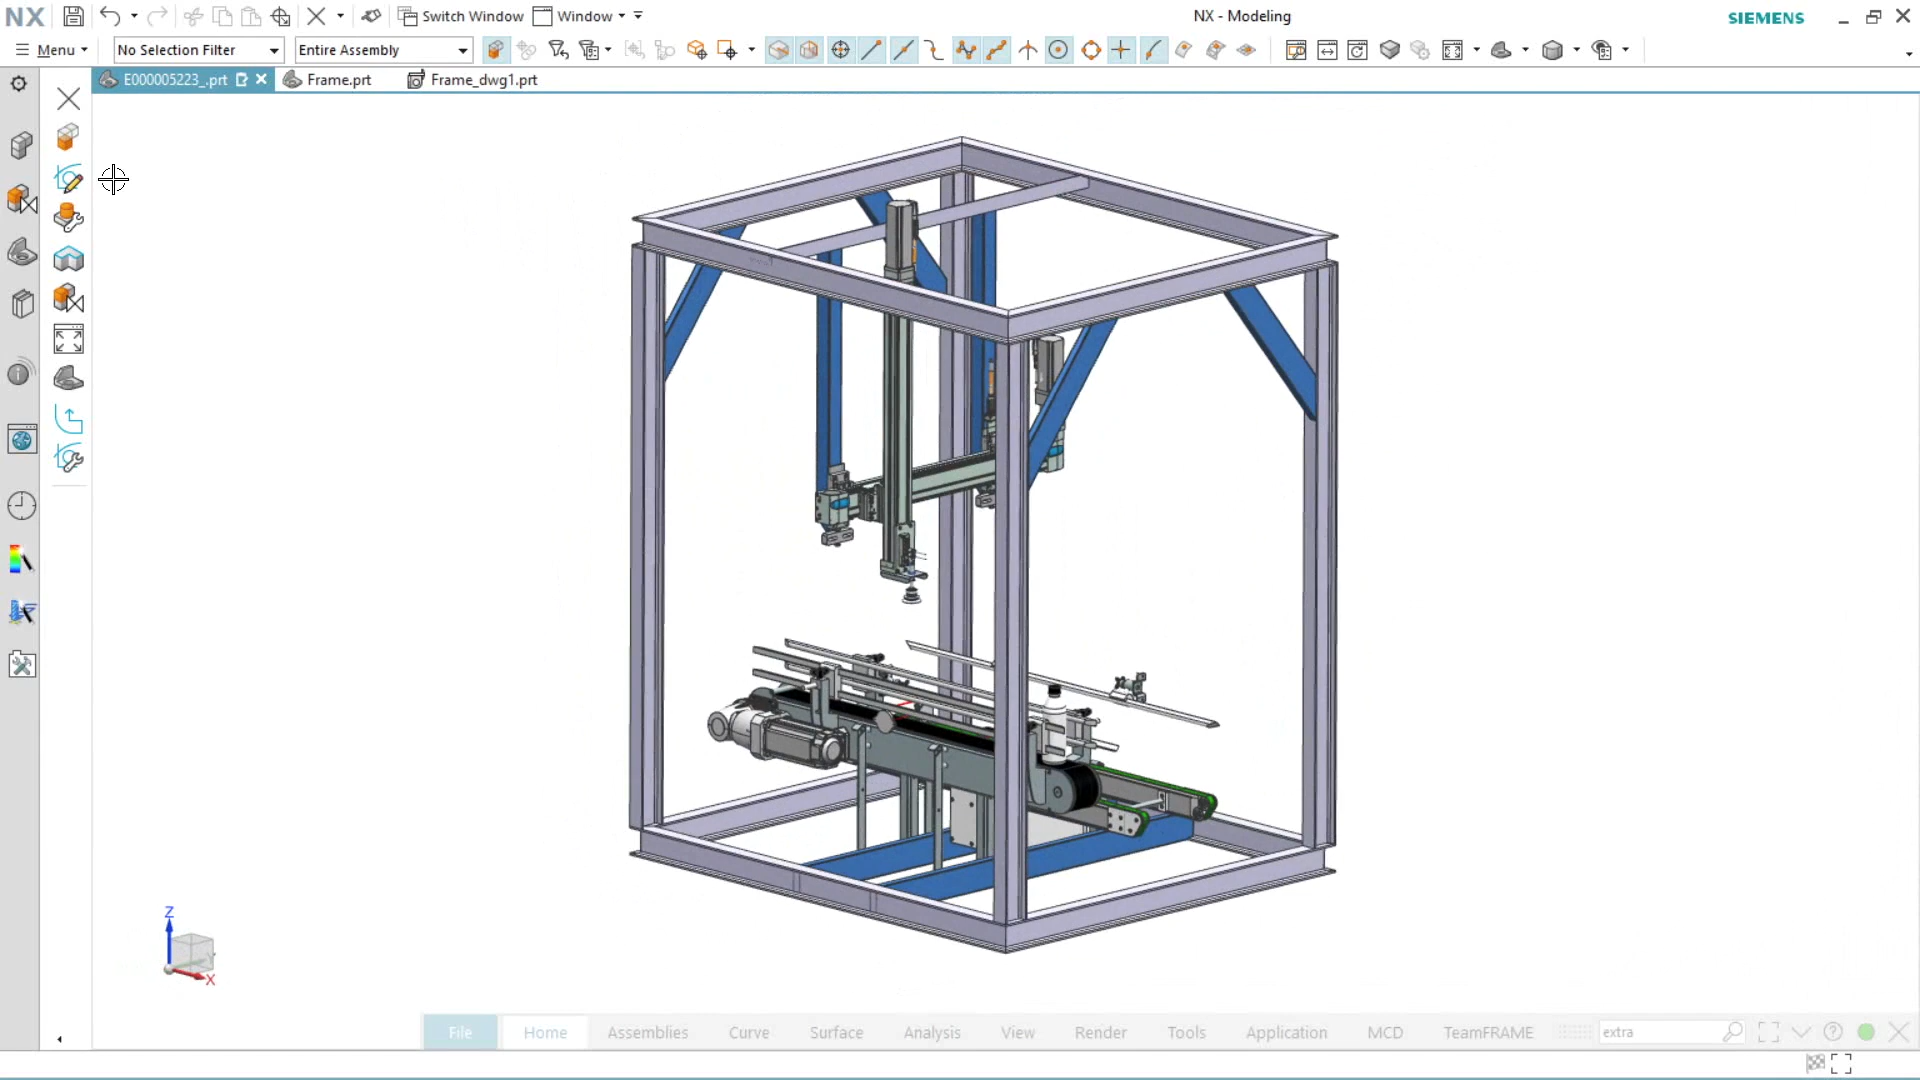 NX Switch Window Window NX - Modeling SIEMENS
Menu No Selection Filter Entire Assembly
E000005223_.prt Frame.prt Frame_dwg1.prt
Z
Y
X
File Home Assemblies Curve Surface Analysis View Render Tools Application MCD TeamFRAME extra